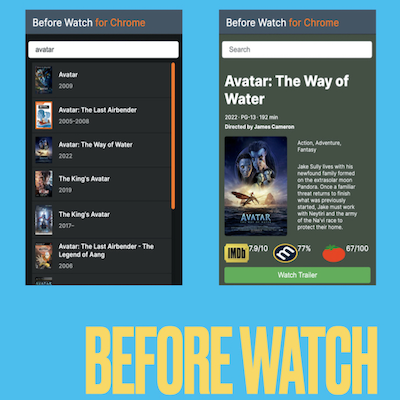 Before Watch for Chrome
avatar
Avatar
2009
Avatar: The Last Airbender
2005-2008
Avatar: The Way of Water
2022
The King's Avatar
2019
The King's Avatar
2017-
Avatar: The Last Airbender - The
Legend of Aang
2006
Before Watch for Chrome
Search
Avatar: The Way of
Water
2022 · PG-13 · 192 min
Directed by James Cameron
Action, Adventure,
Fantasy
Jake Sully lives with his
newfound family formed
on the extrasolar moon
Pandora. Once a familiar
threat returns to finish
what was previously
started, Jake must work
with Neytiri and the army
of the Na'vi race to
protect their home.
AVATAR
IMDb 7.9/10 m 77% 67/100
Watch Trailer
BEFORE WATCH